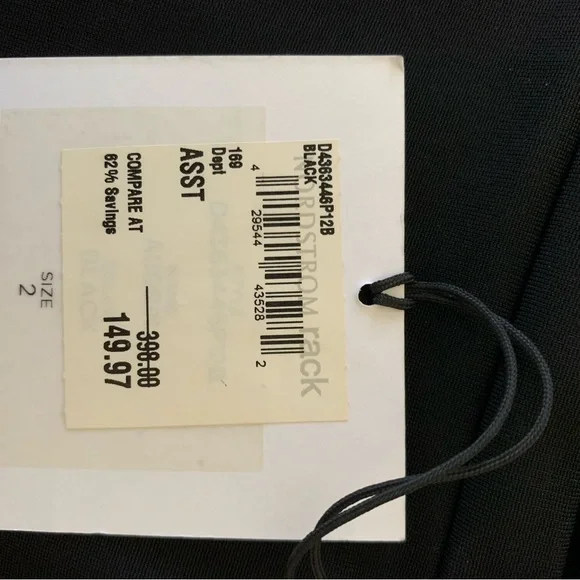 D4363446P12B
BLACK
NORDSTROM rack
4 29544 43528 2
169
Dept
ASST
COMPARE AT 398.00
62% Savings 149.97
SIZE
2